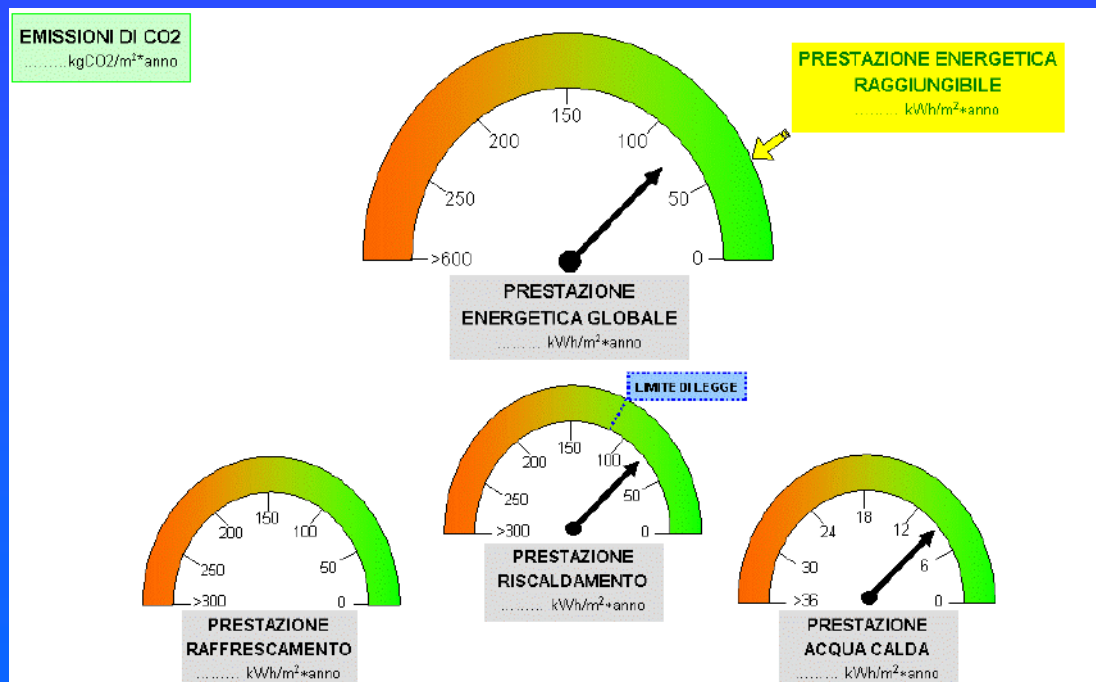 EMISSIONI DI CO2
.........kgCO2/m²*anno
PRESTAZIONE ENERGETICA
RAGGIUNGIBILE
......... kWh/m²*anno
150
200
100
250
50
>600
0
PRESTAZIONE
ENERGETICA GLOBALE
......... kWh/m²*anno
LIMITE DI LEGGE
150
200
100
250
50
>300
0
PRESTAZIONE
RISCALDAMENTO
......... kWh/m²*anno
150
200
100
250
50
>300
0
PRESTAZIONE
RAFFRESCAMENTO
......... kWh/m²*anno
18
24
12
30
6
>36
0
PRESTAZIONE
ACQUA CALDA
......... kWh/m²*anno